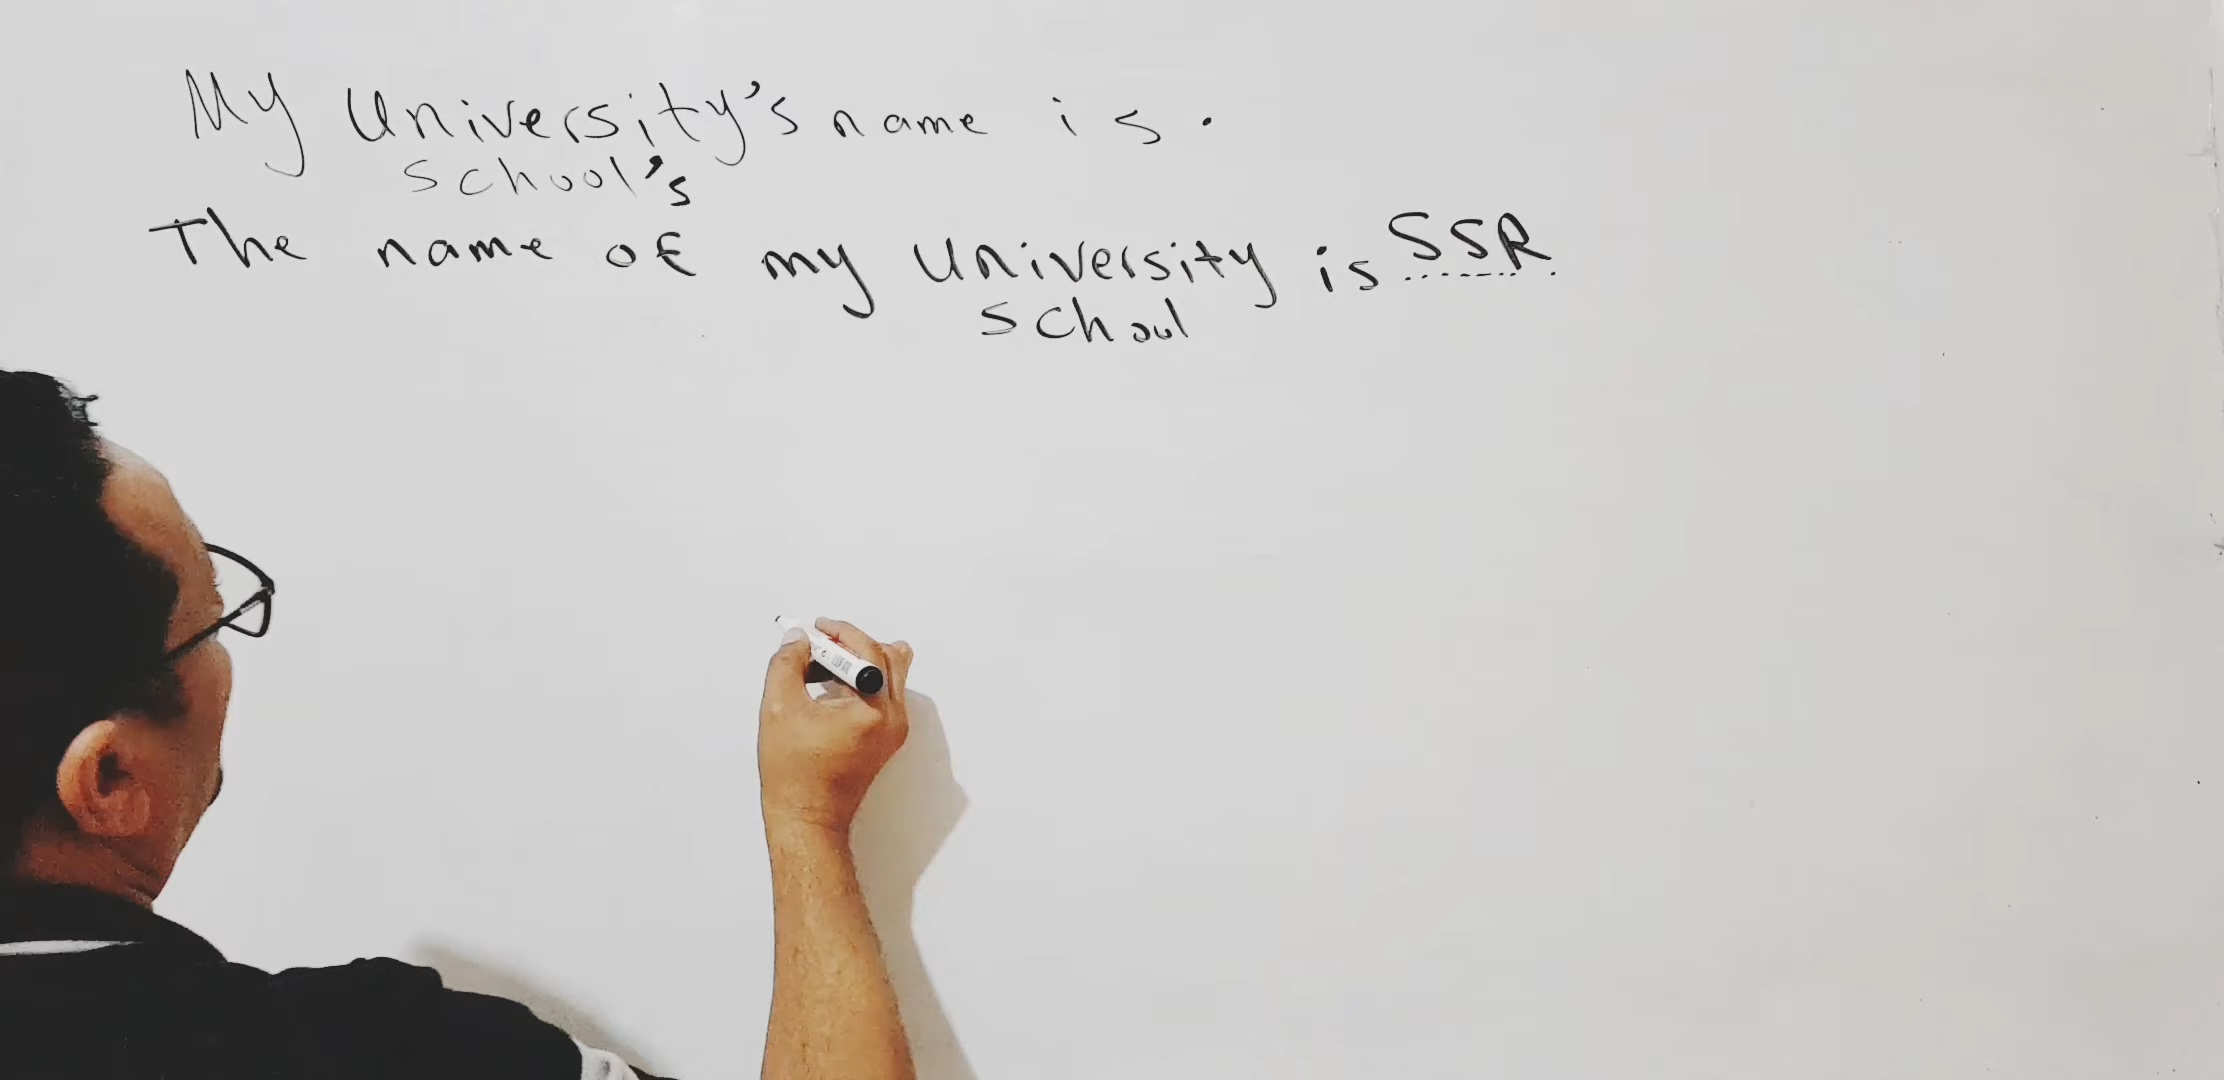 My University's name is.
School's
The name of my University is SSR
School